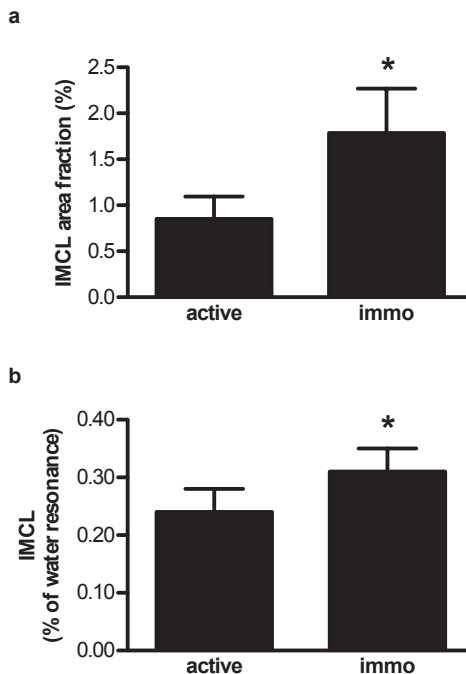 a
IMCL area fraction (%)
2.5
*
2.0
1.5
1.0
0.5
0.0
active immo
b
IMCL
(% of water resonance)
0.40
*
0.30
0.20
0.10
0.00
active immo